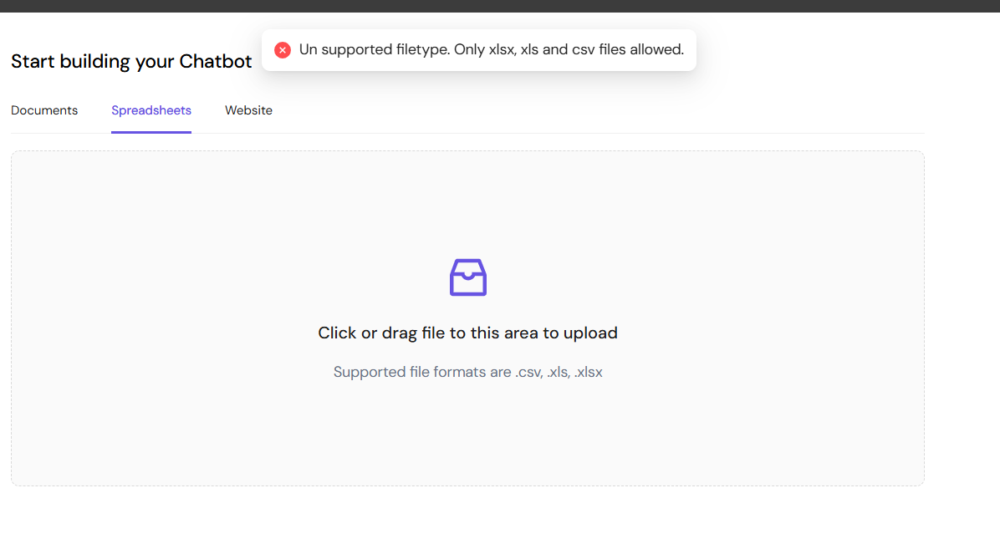 Un supported filetype. Only xlsx, xls and csv files allowed.
Start building your Chatbot
Documents Spreadsheets Website
Click or drag file to this area to upload
Supported file formats are .csv, .xls, .xlsx